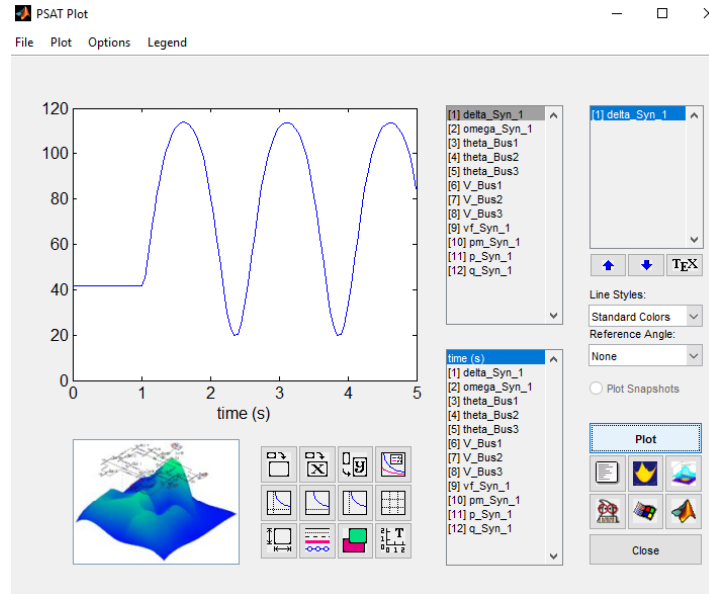 PSAT Plot
File Plot Options Legend
120
100
80
60
40
20
0
0 1 2 3 4 5
time (s)
[1] delta_Syn_1
[2] omega_Syn_1
[3] theta_Bus1
[4] theta_Bus2
[5] theta_Bus3
[6] V_Bus1
[7] V_Bus2
[8] V_Bus3
[9] vf_Syn_1
[10] pm_Syn_1
[11] p_Syn_1
[12] q_Syn_1
[1] delta_Syn_1
TEX
Line Styles:
Standard Colors
Reference Angle:
None
Plot Snapshots
time (s)
[1] delta_Syn_1
[2] omega_Syn_1
[3] theta_Bus1
[4] theta_Bus2
[5] theta_Bus3
[6] V_Bus1
[7] V_Bus2
[8] V_Bus3
[9] vf_Syn_1
[10] pm_Syn_1
[11] p_Syn_1
[12] q_Syn_1
Plot
Close